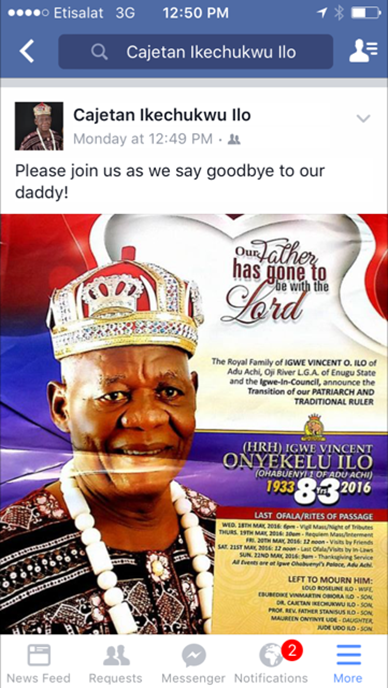 Etisalat 3G 12:50 PM
Cajetan Ikechukwu Ilo
Cajetan Ikechukwu Ilo
Monday at 12:49 PM
Please join us as we say goodbye to our
daddy!
Our Father
has gone to
be with the
Lord
The Royal Family of IGWE VINCENT O. ILO of
Adu Achi, Oji River L.G.A. of Enugu State
and the Igwe-In-Council, announce the
Transition of our PATRIARCH AND
TRADITIONAL RULER
(HRH) IGWE VINCENT
ONYEKELU ILO
(OHABUENYI 1 OF ADU ACHI)
1933 83 YRS 2016
LAST OFALA/RITES OF PASSAGE
WED. 18TH MAY, 2016: 6pm - Vigil Mass/Night of Tributes
THURS. 19TH MAY, 2016: 10am - Requiem Mass/Interment
FRI. 20TH MAY, 2016: 12 noon - Visits by Friends
SAT. 21ST MAY, 2016: 12 noon - Last Ofala/Visits by In-Laws
SUN. 22ND MAY, 2016: 9am - Thanksgiving Service
All Events are at Igwe Ohabuenyi's Palace, Adu Achi.
LEFT TO MOURN HIM:
LOLO ROSELINE ILO - WIFE,
EBUBEDIKE VINMARTIN OBIORA ILO - SON,
DR. CAJETAN IKECHUKWU ILO - SON,
PROF. REV. FATHER STANISLUS ILO - SON,
MAUREEN ONYINYE UDE - DAUGHTER,
JUDE UDO ILO - SON
News Feed
Requests
Messenger
2
Notifications
More